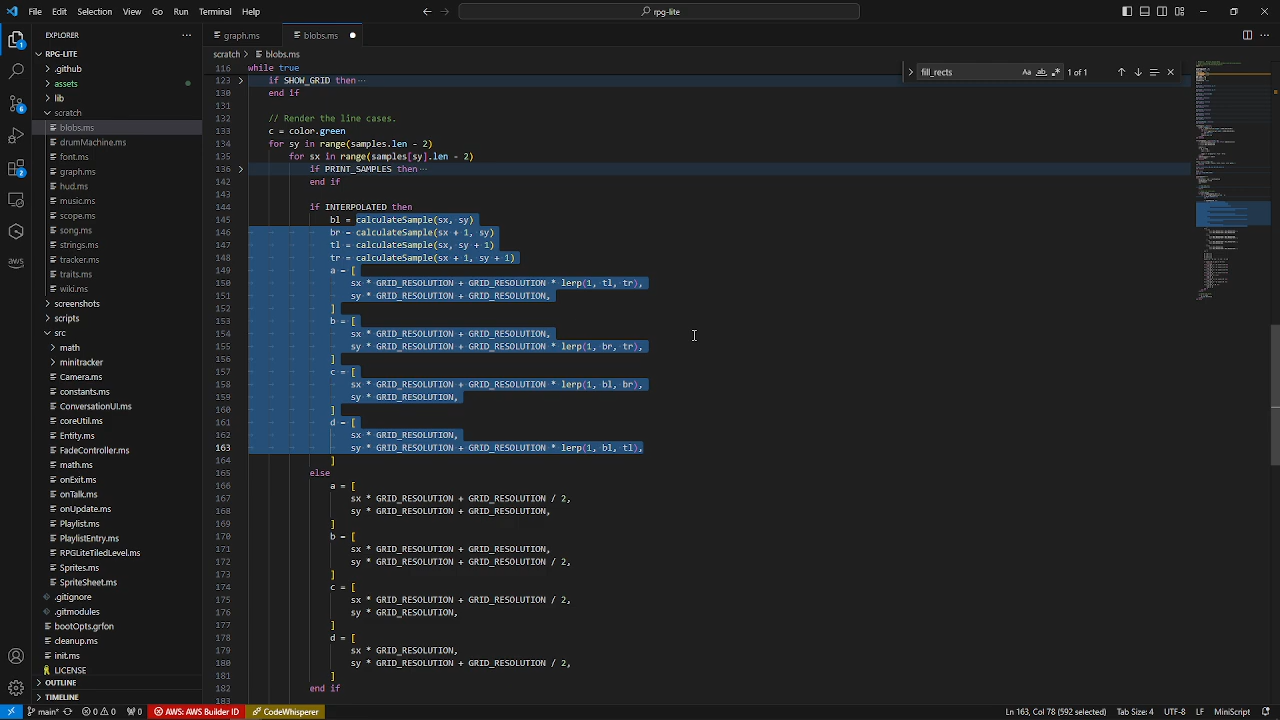 File Edit Selection View Go Run Terminal Help
rpg-lite
EXPLORER
RPG-LITE
.github
assets
lib
scratch
blobs.ms
drumMachine.ms
font.ms
graph.ms
hud.ms
music.ms
scope.ms
song.ms
strings.ms
tracker.ms
traits.ms
wiki.ms
screenshots
scripts
src
math
minitracker
Camera.ms
constants.ms
ConversationUI.ms
coreUtil.ms
Entity.ms
FadeController.ms
math.ms
onExit.ms
onTalk.ms
onUpdate.ms
Playlist.ms
PlaylistEntry.ms
RPGLiteTiledLevel.ms
Sprites.ms
SpriteSheet.ms
.gitignore
.gitmodules
bootOpts.grfon
cleanup.ms
init.ms
LICENSE
OUTLINE
TIMELINE
graph.ms blobs.ms
scratch > blobs.ms
fill_rects Aa ab 1 of 1
116 while true
123 if SHOW_GRID then…
130 end if
131
132 // Render the line cases.
133 c = color.green
134 for sy in range(samples.len - 2)
135 for sx in range(samples[sy].len - 2)
136 if PRINT_SAMPLES then…
142 end if
143
144 if INTERPOLATED then
145 bl = calculateSample(sx, sy)
146 br = calculateSample(sx + 1, sy)
147 tl = calculateSample(sx, sy + 1)
148 tr = calculateSample(sx + 1, sy + 1)
149 a = [
150 sx * GRID_RESOLUTION + GRID_RESOLUTION * lerp(1, tl, tr),
151 sy * GRID_RESOLUTION + GRID_RESOLUTION,
152 ]
153 b = [
154 sx * GRID_RESOLUTION + GRID_RESOLUTION,
155 sy * GRID_RESOLUTION + GRID_RESOLUTION * lerp(1, br, tr),
156 ]
157 c = [
158 sx * GRID_RESOLUTION + GRID_RESOLUTION * lerp(1, bl, br),
159 sy * GRID_RESOLUTION,
160 ]
161 d = [
162 sx * GRID_RESOLUTION,
163 sy * GRID_RESOLUTION + GRID_RESOLUTION * lerp(1, bl, tl),
164 ]
165 else
166 a = [
167 sx * GRID_RESOLUTION + GRID_RESOLUTION / 2,
168 sy * GRID_RESOLUTION + GRID_RESOLUTION,
169 ]
170 b = [
171 sx * GRID_RESOLUTION + GRID_RESOLUTION,
172 sy * GRID_RESOLUTION + GRID_RESOLUTION / 2,
173 ]
174 c = [
175 sx * GRID_RESOLUTION + GRID_RESOLUTION / 2,
176 sy * GRID_RESOLUTION,
177 ]
178 d = [
179 sx * GRID_RESOLUTION,
180 sy * GRID_RESOLUTION + GRID_RESOLUTION / 2,
181 ]
182 end if
183
main* 0 0 0 AWS: AWS Builder ID CodeWhisperer Ln 163, Col 78 (592 selected) Tab Size: 4 UTF-8 LF MiniScript